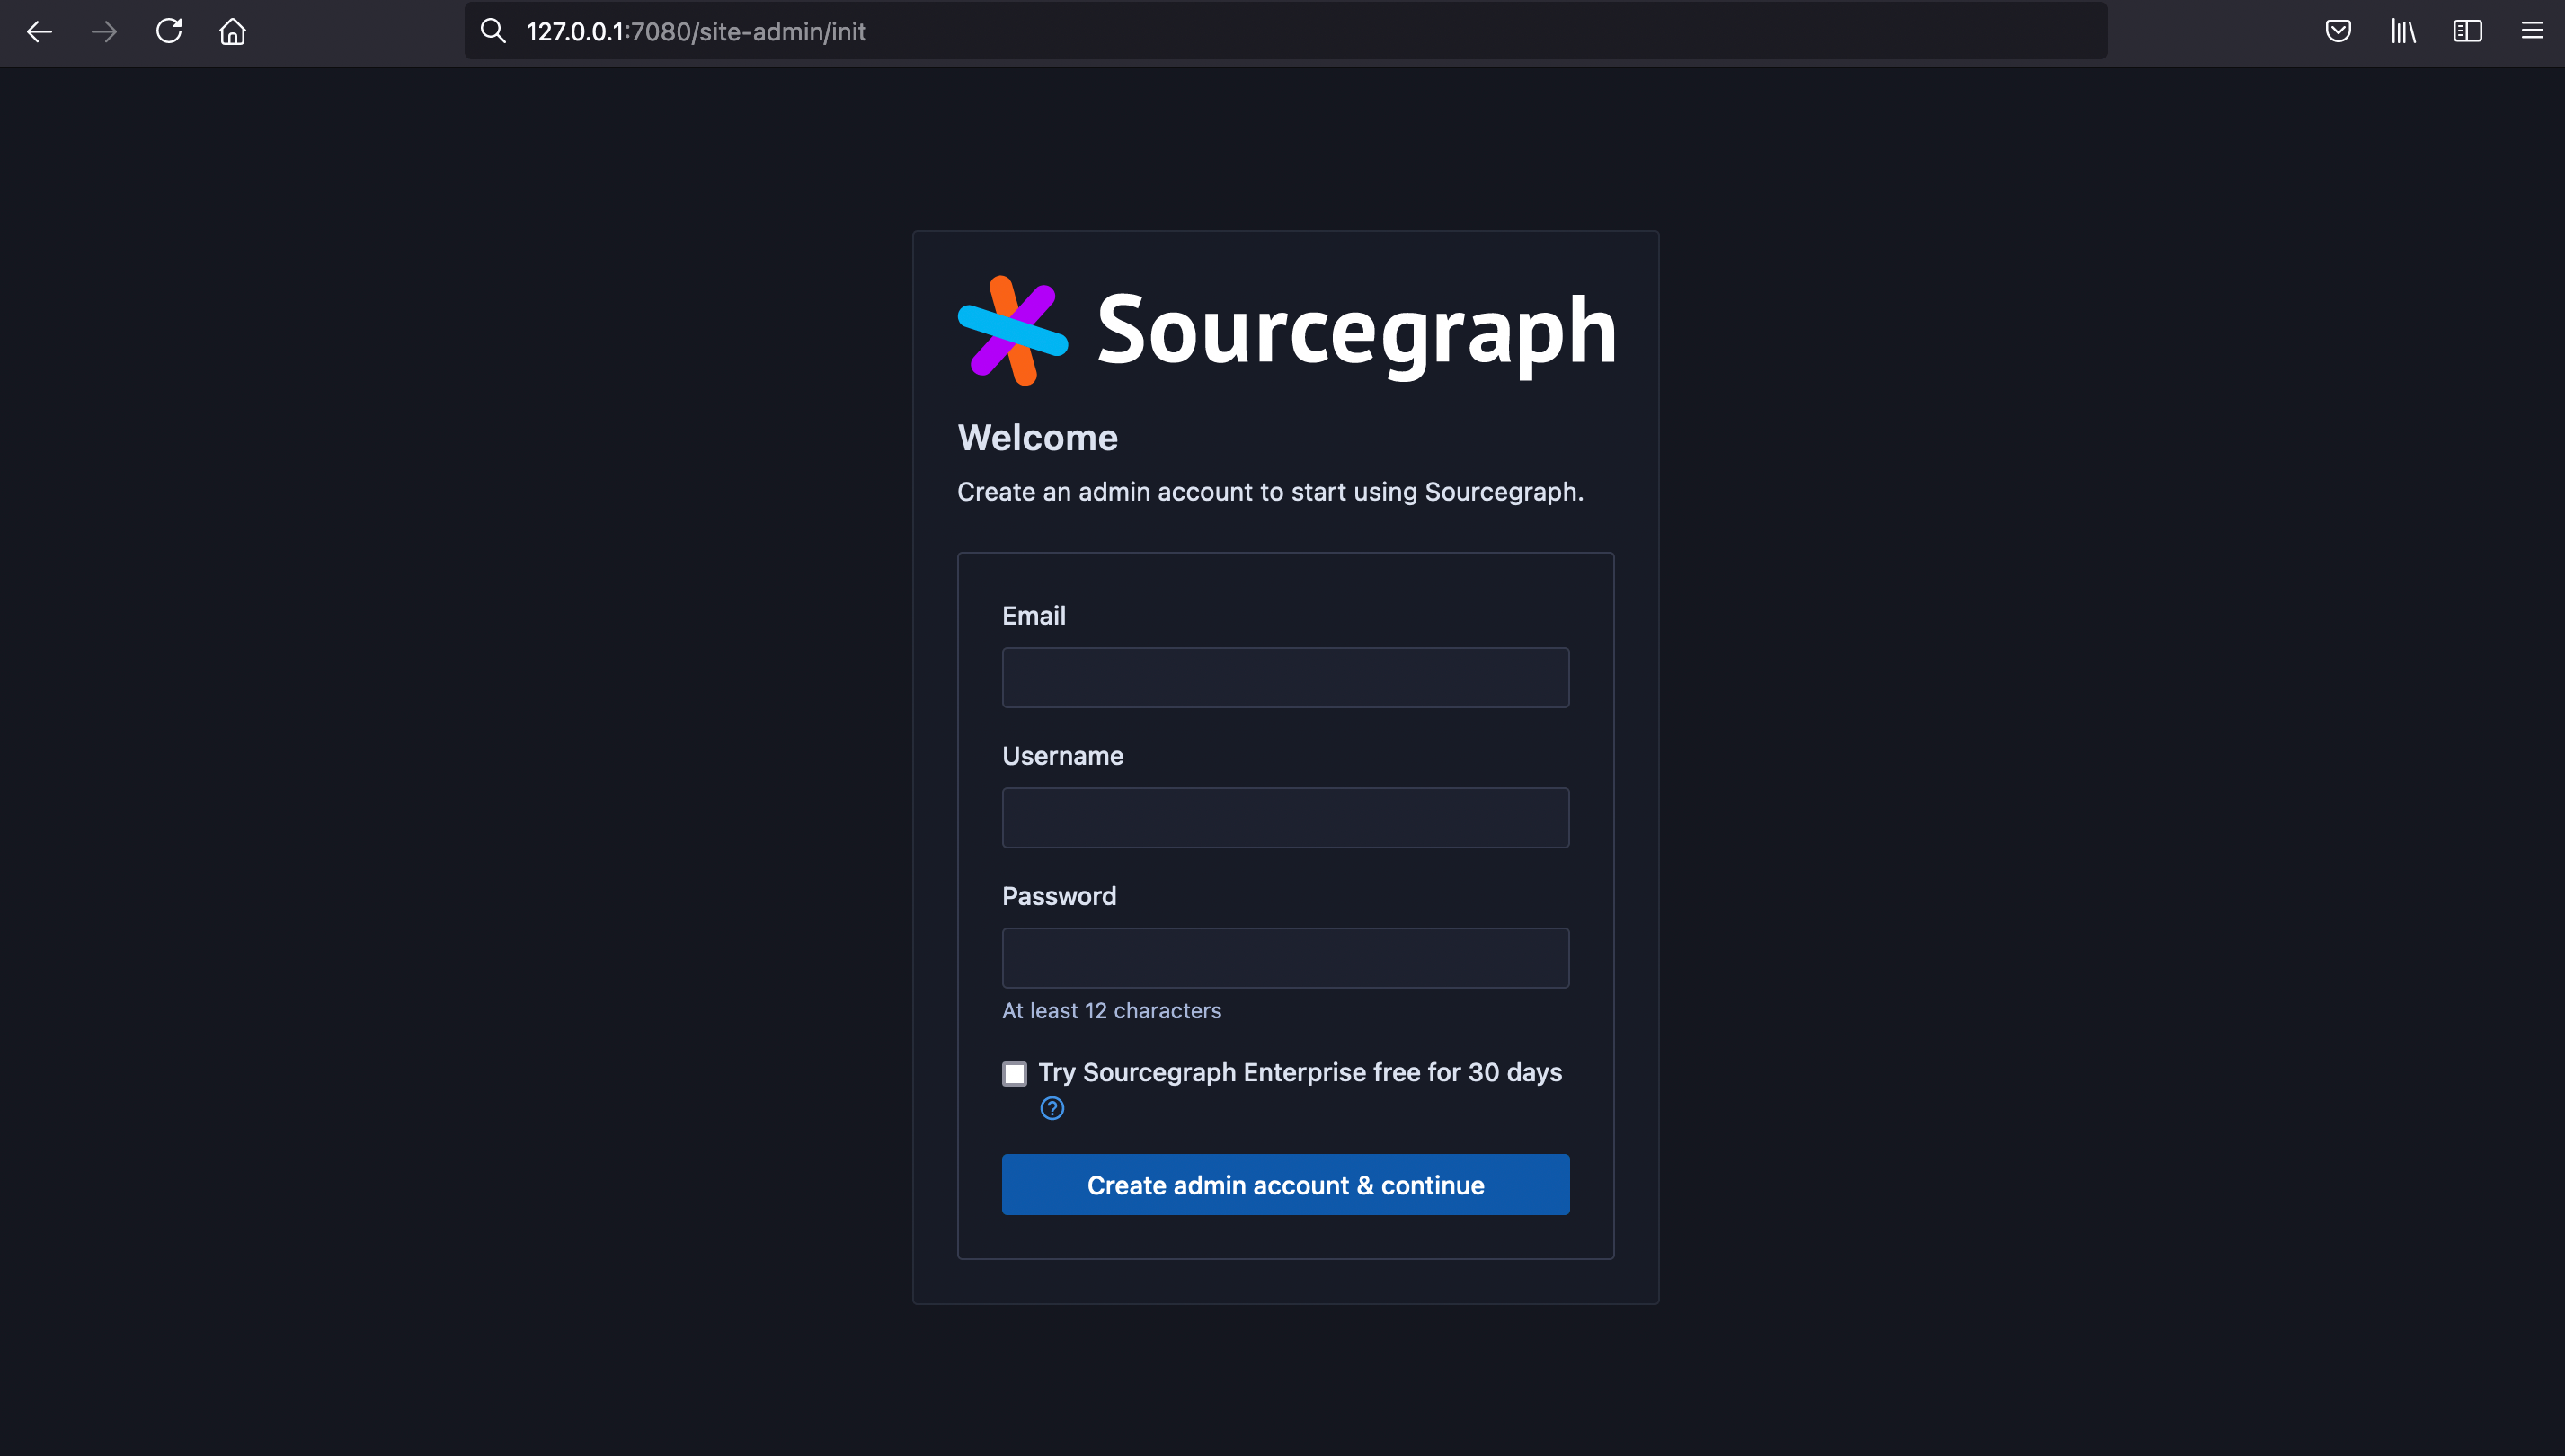 127.0.0.1:7080/site-admin/init
Sourcegraph
Welcome
Create an admin account to start using Sourcegraph.
Email
Username
Password
At least 12 characters
Try Sourcegraph Enterprise free for 30 days
?
Create admin account & continue